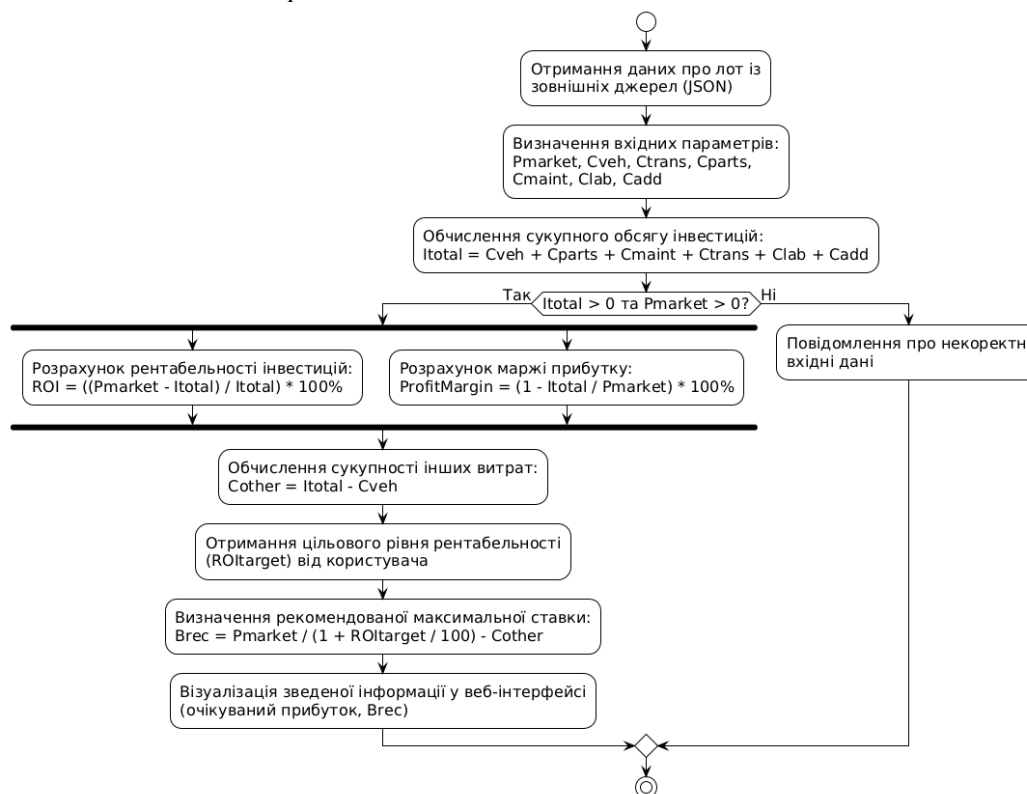 Отримання даних про лот із
зовнішніх джерел (JSON)
Визначення вхідних параметрів:
Pmarket, Cveh, Ctrans, Cparts,
Cmaint, Clab, Cadd
Обчислення сукупного обсягу інвестицій:
Itotal = Cveh + Cparts + Cmaint + Ctrans + Clab + Cadd
Так
Itotal > 0 та Pmarket > 0?
Ні
Розрахунок рентабельності інвестицій:
ROI = ((Pmarket - Itotal) / Itotal) * 100%
Розрахунок маржі прибутку:
ProfitMargin = (1 - Itotal / Pmarket) * 100%
Повідомлення про некоректн
вхідні дані
Обчислення сукупності інших витрат:
Cother = Itotal - Cveh
Отримання цільового рівня рентабельності
(ROItarget) від користувача
Визначення рекомендованої максимальної ставки:
Brec = Pmarket / (1 + ROItarget / 100) - Cother
Візуалізація зведеної інформації у веб-інтерфейсі
(очікуваний прибуток, Brec)